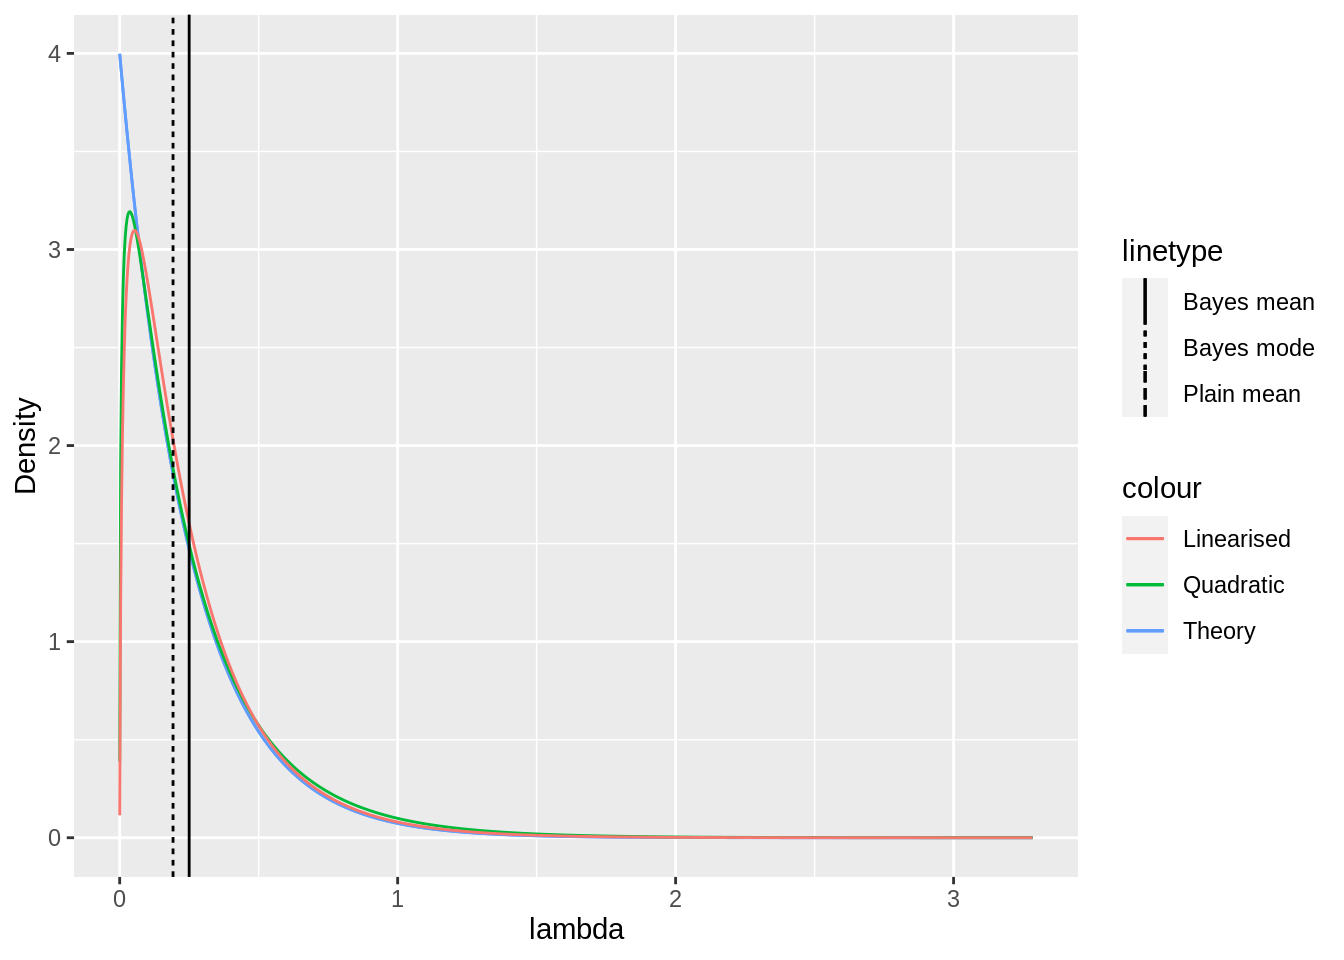 4
3
2
1
0
Density
0
1
2
3
lambda
linetype
Bayes mean
Bayes mode
Plain mean
colour
Linearised
Quadratic
Theory